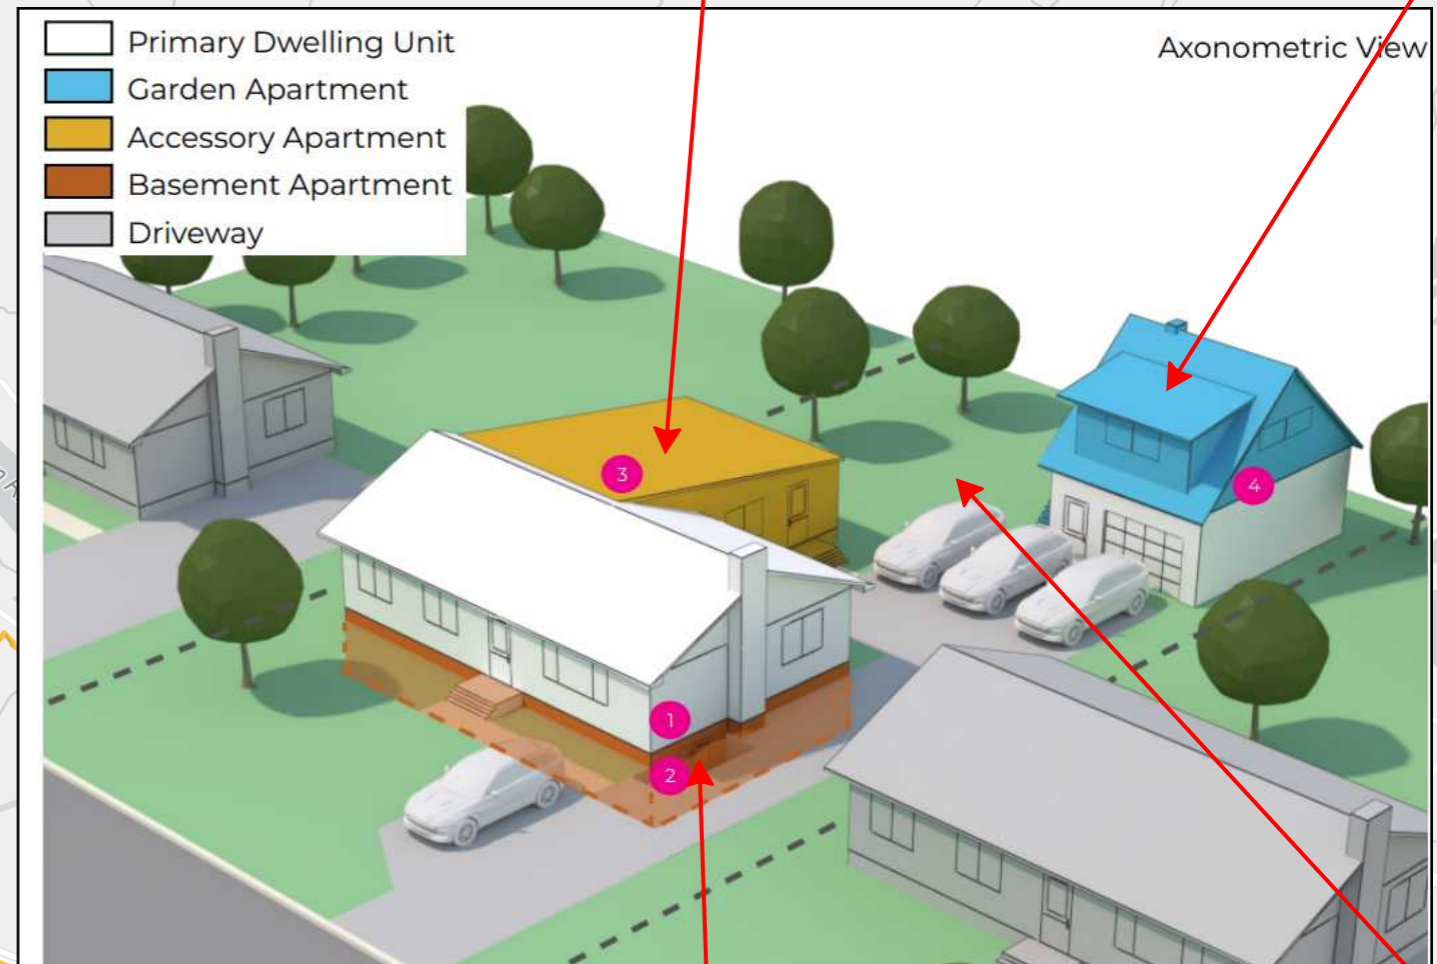 Primary Dwelling Unit
Axonometric View
Garden Apartment
Accessory Apartment
Basement Apartment
Driveway
3
4
1
2